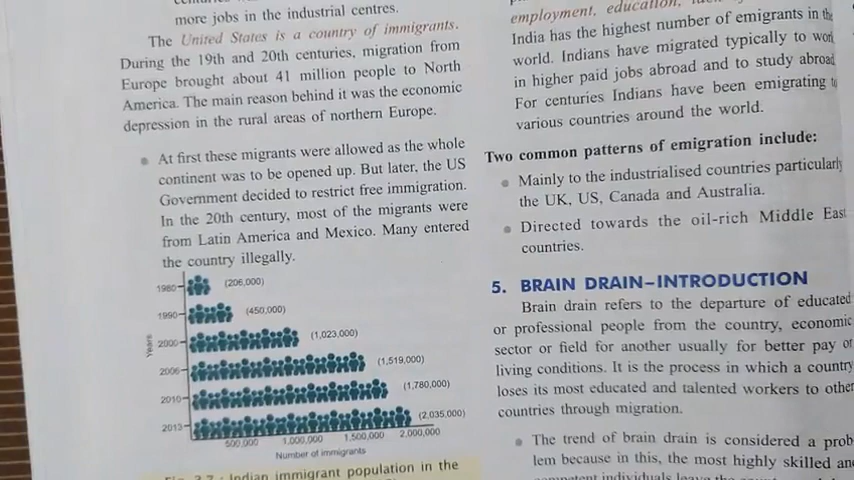 more jobs in the industrial centres.
The United States is a country of immigrants.
During the 19th and 20th centuries, migration from
Europe brought about 41 million people to North
America. The main reason behind it was the economic
depression in the rural areas of northern Europe.
At first these migrants were allowed as the whole
continent was to be opened up. But later, the US
Government decided to restrict free immigration.
In the 20th century, most of the migrants were
from Latin America and Mexico. Many entered
the country illegally.
1980 (206,000)
1990 (450,000)
2000 (1,023,000)
2006 (1,519,000)
2010 (1,780,000)
2013 (2,035,000)
Years
500,000 1,000,000 1,500,000 2,000,000
Number of immigrants
Fig. 3.7 : Indian immigrant population in the
employment, education,
India has the highest number of emigrants in the
world. Indians have migrated typically to work
in higher paid jobs abroad and to study abroad
For centuries Indians have been emigrating to
various countries around the world.
Two common patterns of emigration include:
Mainly to the industrialised countries particularly
the UK, US, Canada and Australia.
Directed towards the oil-rich Middle East
countries.
5. BRAIN DRAIN–INTRODUCTION
Brain drain refers to the departure of educated
or professional people from the country, economic
sector or field for another usually for better pay or
living conditions. It is the process in which a country
loses its most educated and talented workers to other
countries through migration.
The trend of brain drain is considered a prob
lem because in this, the most highly skilled and
competent individuals leave the